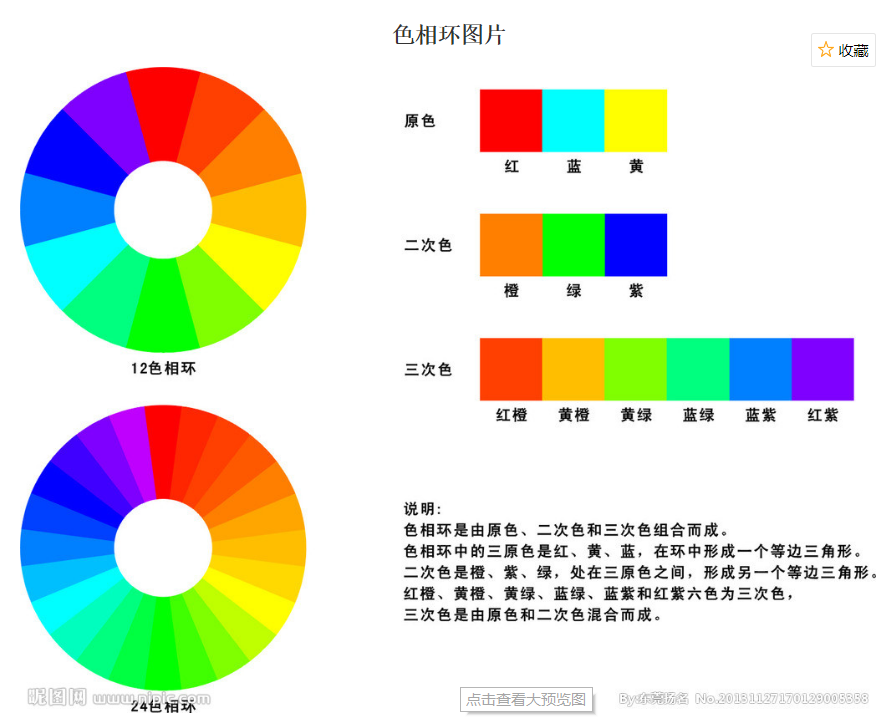 色相环图片
收藏
原色
红 蓝 黄
二次色
橙 绿 紫
12色相环
三次色
红橙 黄橙 黄绿 蓝绿 蓝紫 红紫
说明:
色相环是由原色、二次色和三次色组合而成。
色相环中的三原色是红、黄、蓝，在环中形成一个等边三角形。
二次色是橙、紫、绿，处在三原色之间，形成另一个等边三角形。
红橙、黄橙、黄绿、蓝绿、蓝紫和红紫六色为三次色，
三次色是由原色和二次色混合而成。
昵图网 www.nipic.com
24色相环
点击查看大预览图
By:东莞扬名 No.20131127170129005358